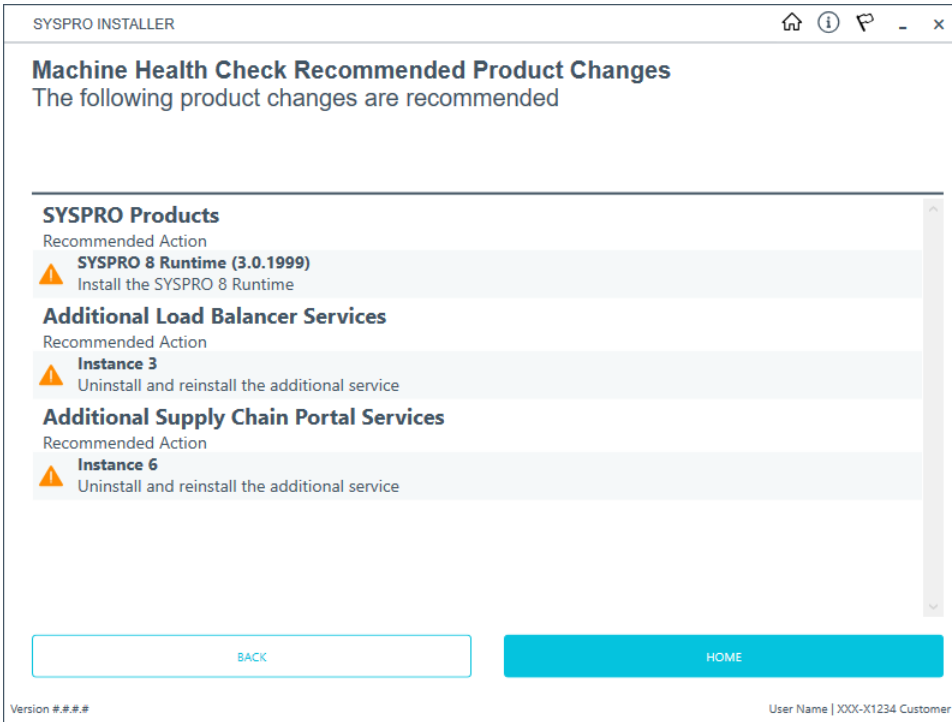 SYSPRO INSTALLER
Machine Health Check Recommended Product Changes
The following product changes are recommended
SYSPRO Products
Recommended Action
SYSPRO 8 Runtime (3.0.1999)
Install the SYSPRO 8 Runtime
Additional Load Balancer Services
Recommended Action
Instance 3
Uninstall and reinstall the additional service
Additional Supply Chain Portal Services
Recommended Action
Instance 6
Uninstall and reinstall the additional service
BACK
HOME
Version #.#.#.#
User Name | XXX-X1234 Customer